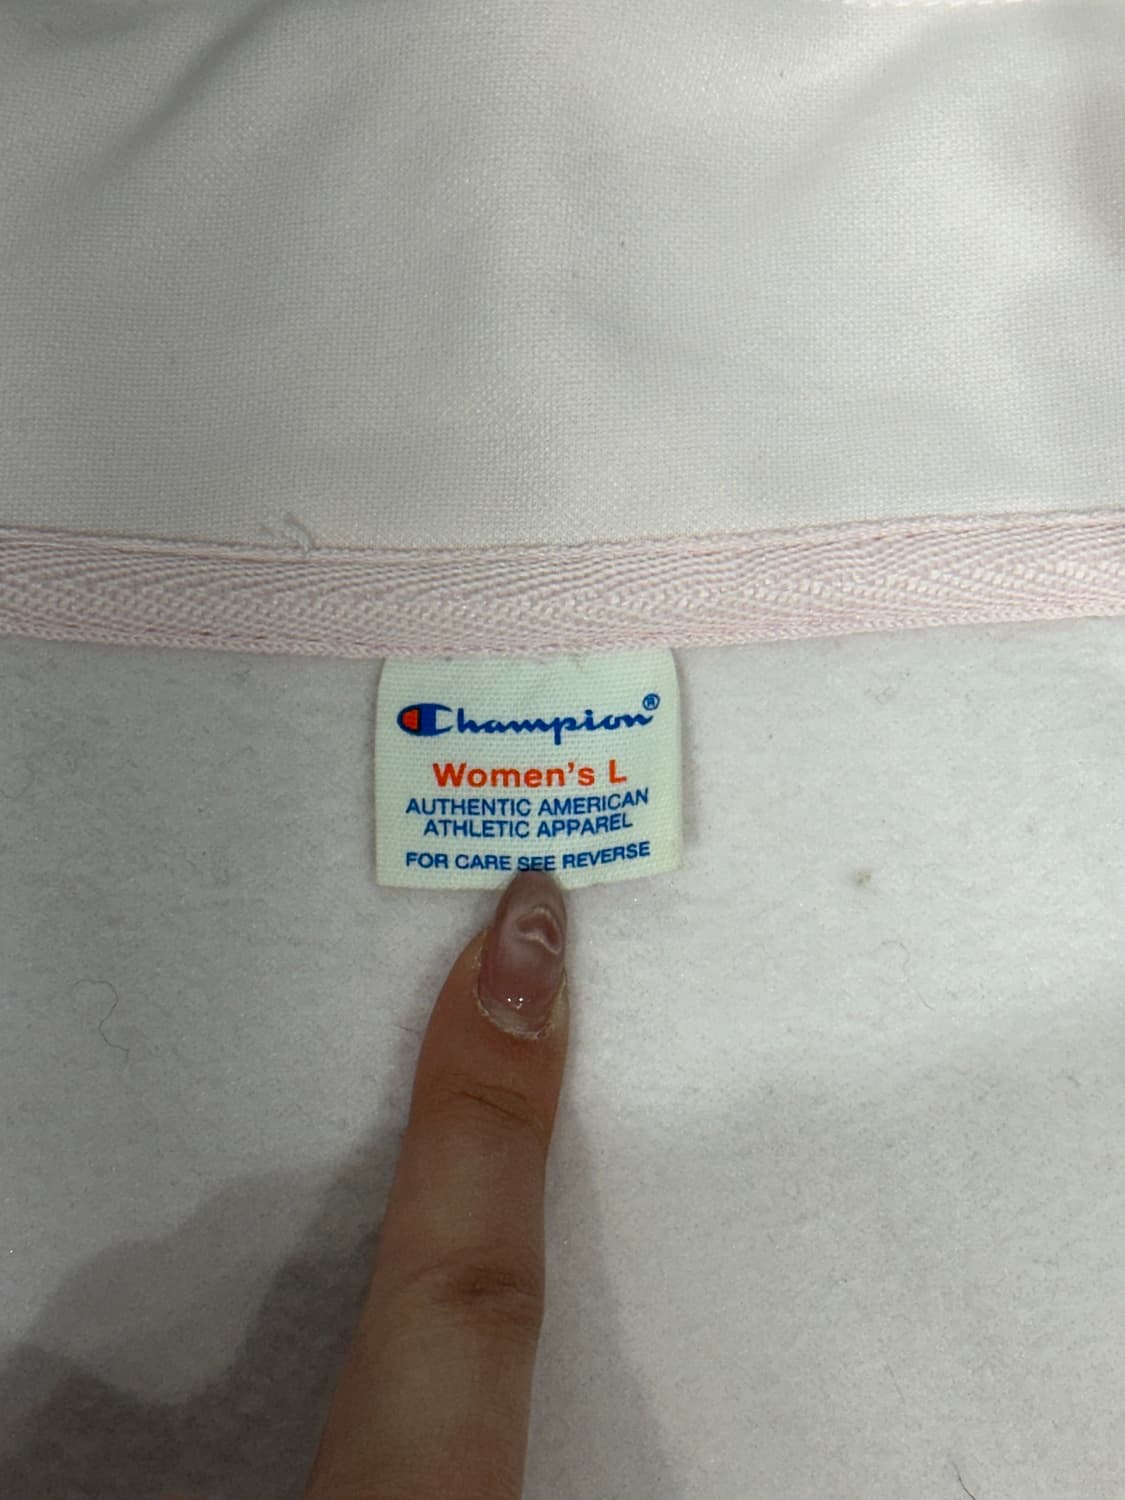 Champion®
Women's L
AUTHENTIC AMERICAN
ATHLETIC APPAREL
FOR CARE SEE REVERSE